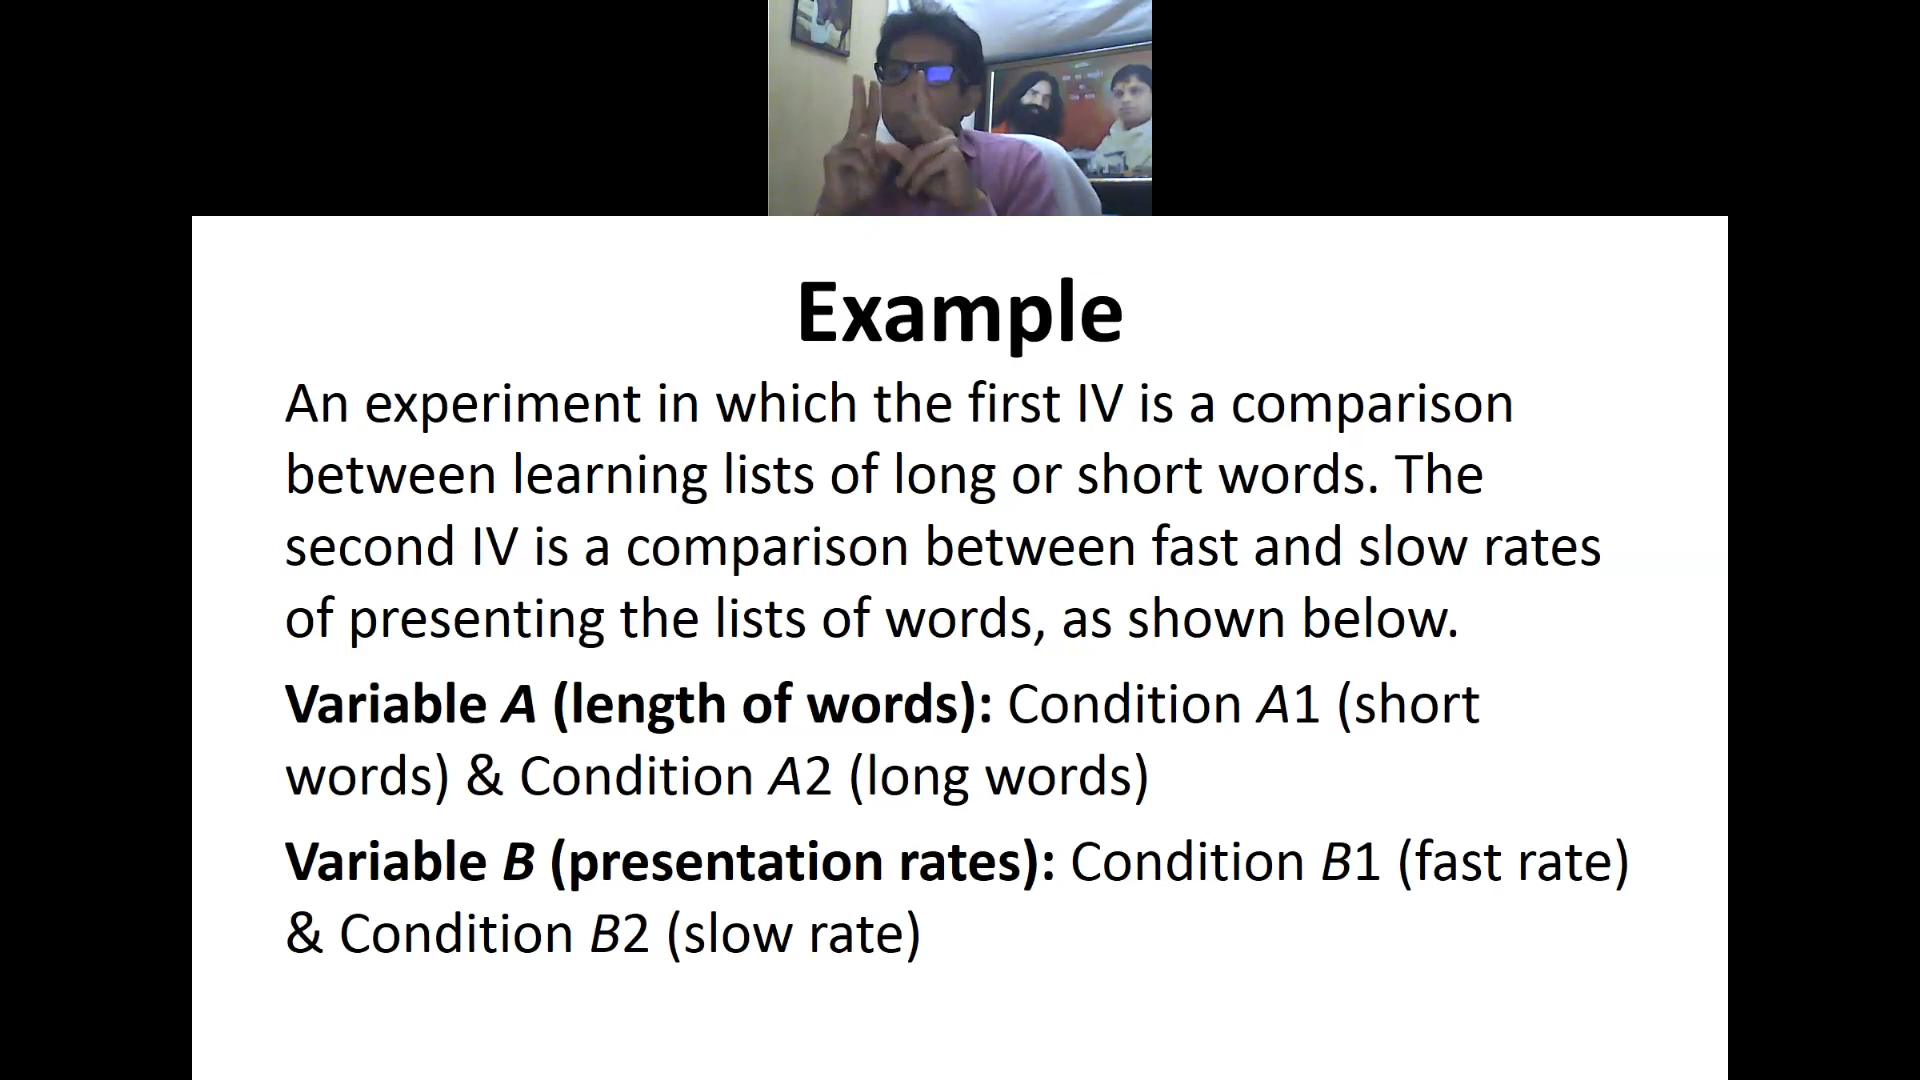 Example
An experiment in which the first IV is a comparison
between learning lists of long or short words. The
second IV is a comparison between fast and slow rates
of presenting the lists of words, as shown below.
Variable A (length of words): Condition A1 (short
words) & Condition A2 (long words)
Variable B (presentation rates): Condition B1 (fast rate)
& Condition B2 (slow rate)